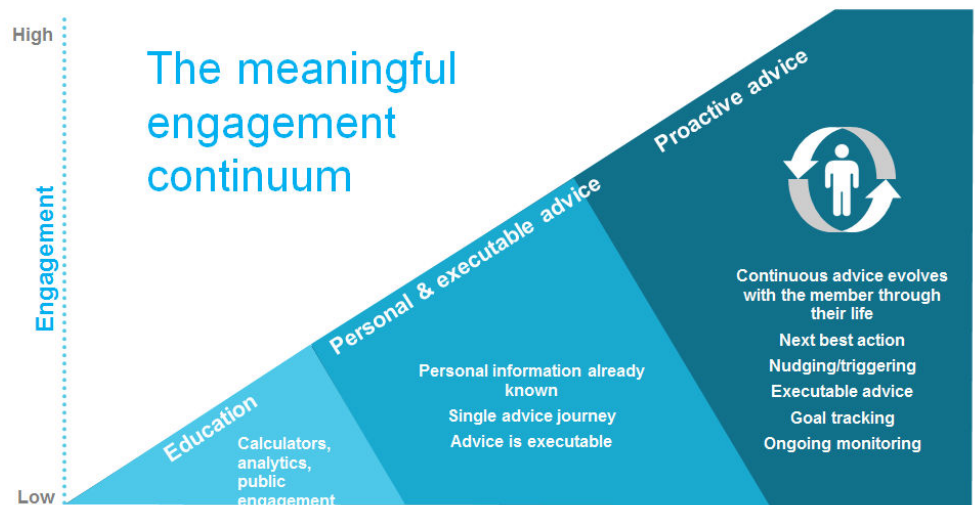 High
The meaningful
engagement
continuum
Engagement
Low
Education
Calculators,
analytics,
public
engagement
Personal & executable advice
Personal information already
known
Single advice journey
Advice is executable
Proactive advice
Continuous advice evolves
with the member through
their life
Next best action
Nudging/triggering
Executable advice
Goal tracking
Ongoing monitoring